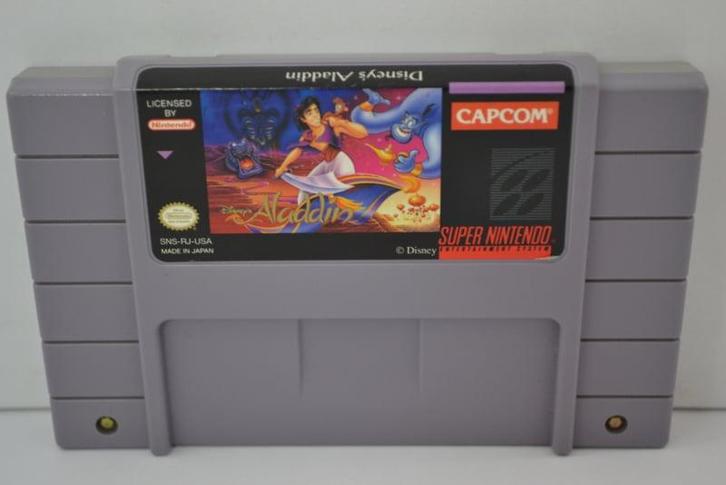 Disney's Aladdin
LICENSED
BY
Nintendo
CAPCOM
Disney's
Aladdin
SNS-RJ-USA
MADE IN JAPAN
© Disney
SUPER NINTENDO
ENTERTAINMENT SYSTEM